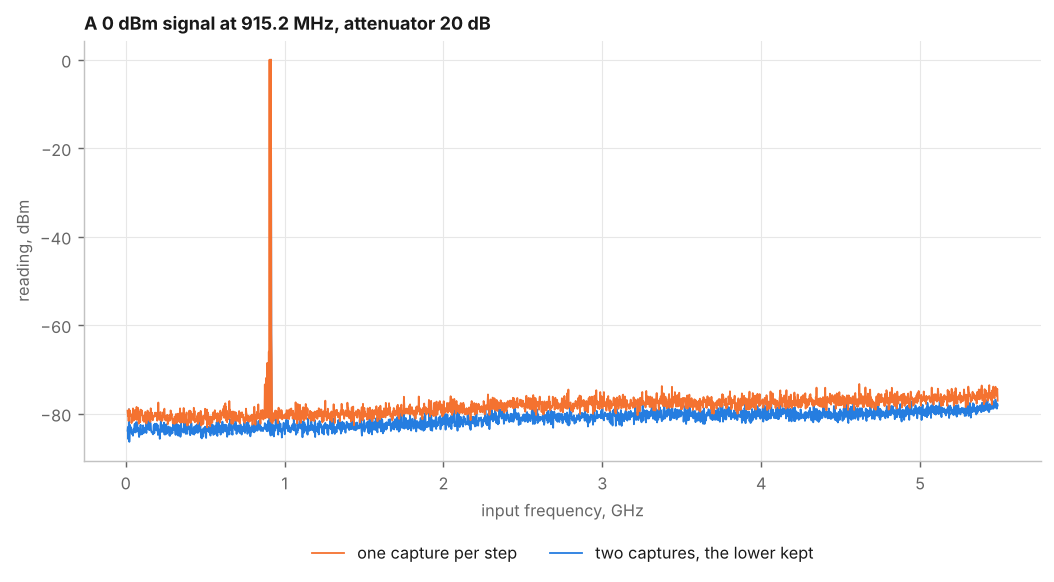 A 0 dBm signal at 915.2 MHz, attenuator 20 dB
reading, dBm
0
−20
−40
−60
−80
0 1 2 3 4 5
input frequency, GHz
one capture per step two captures, the lower kept